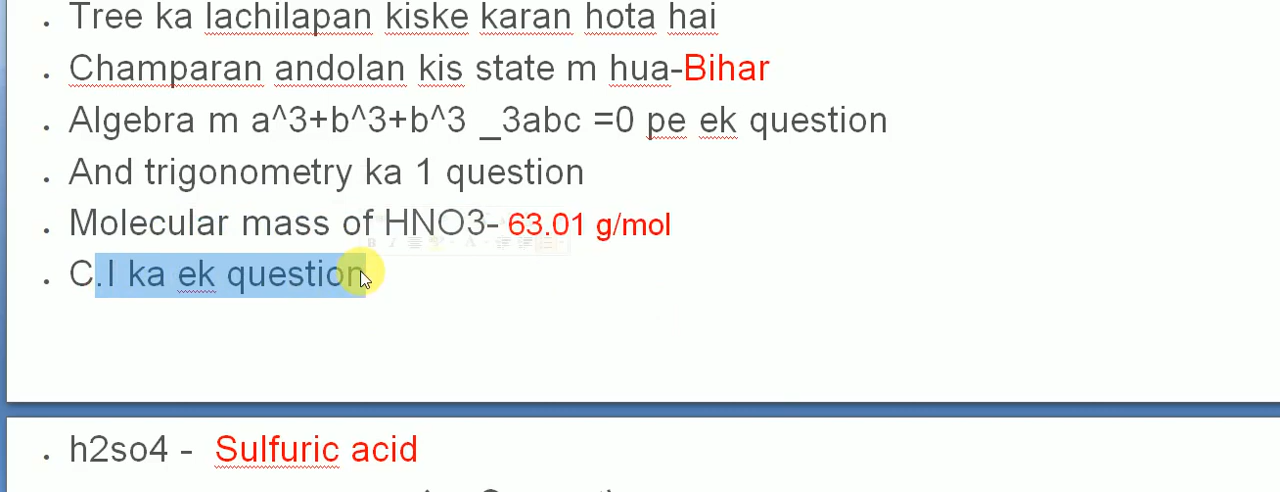 . Tree ka lachilapan kiske karan hota hai
. Champaran andolan kis state m hua-Bihar
. Algebra m a^3+b^3+b^3 _3abc =0 pe ek question
. And trigonometry ka 1 question
. Molecular mass of HNO3- 63.01 g/mol
. C.I ka ek question
. h2so4 - Sulfuric acid